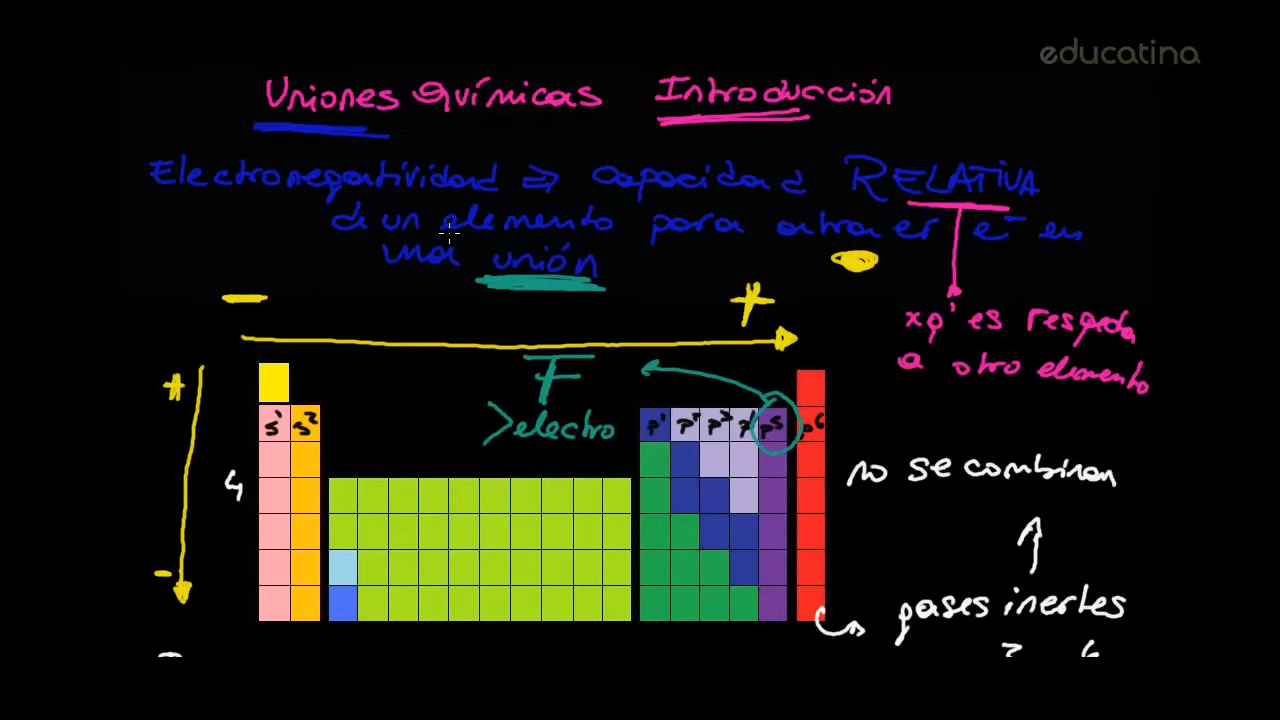 educatina
Uniones Químicas Introducción
Electronegatividad ⇒ capacidad RELATIVA
de un elemento para atraer e⁻ en
una unión
- +
xq' es respecto
a otro elemento
+
F
>electro
s¹ s² p¹ p² p³ p⁴ p⁵ p⁶
4
no se combinan
-
gases inertes